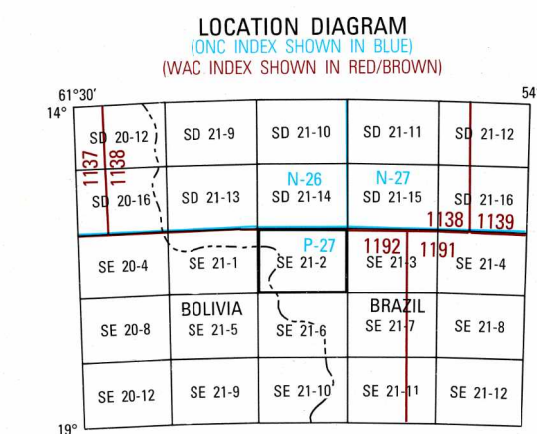 LOCATION DIAGRAM
(ONC INDEX SHOWN IN BLUE)
(WAC INDEX SHOWN IN RED/BROWN)
61°30' 54°
14°
SD 20-12 SD 21-9 SD 21-10 SD 21-11 SD 21-12
1137 1138
N-26 N-27
SD 20-16 SD 21-13 SD 21-14 SD 21-15 SD 21-16
1138 1139
P-27 1192 1191
SE 20-4 SE 21-1 SE 21-2 SE 21-3 SE 21-4
BOLIVIA BRAZIL
SE 20-8 SE 21-5 SE 21-6 SE 21-7 SE 21-8
SE 20-12 SE 21-9 SE 21-10 SE 21-11 SE 21-12
19°